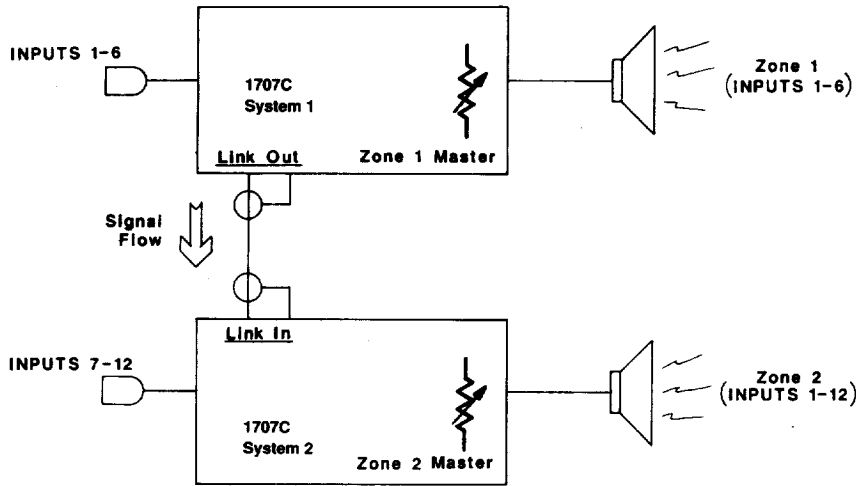 INPUTS 1-6
1707C
System 1
Link Out
Zone 1 Master
Zone 1
(INPUTS 1-6)
Signal
Flow
Link In
INPUTS 7-12
1707C
System 2
Zone 2 Master
Zone 2
(INPUTS 1-12)